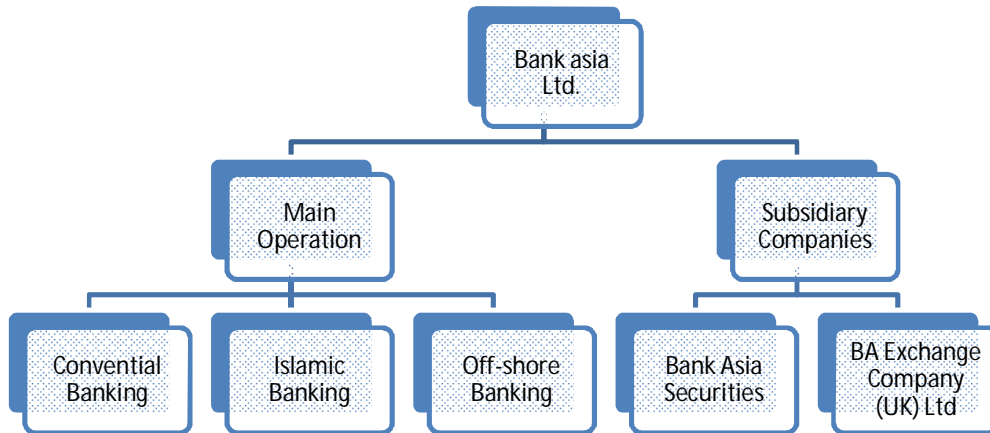 Bank asia
Ltd.
Main
Operation
Subsidiary
Companies
Convential
Banking
Islamic
Banking
Off-shore
Banking
Bank Asia
Securities
BA Exchange
Company
(UK) Ltd